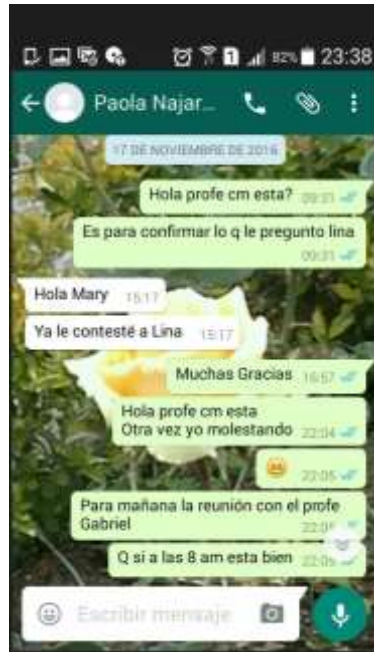 1 82% 23:38
Paola Najar...
17 DE NOVIEMBRE DE 2016
Hola profe cm esta? 09:31
Es para confirmar lo q le pregunto lina
09:31
Hola Mary 15:17
Ya le contesté a Lina 15:17
Muchas Gracias 16:57
Hola profe cm esta
Otra vez yo molestando 22:04
22:05
Para mañana la reunión con el profe
Gabriel
Q si a las 8 am esta bien 22:05
Escribir mensaje